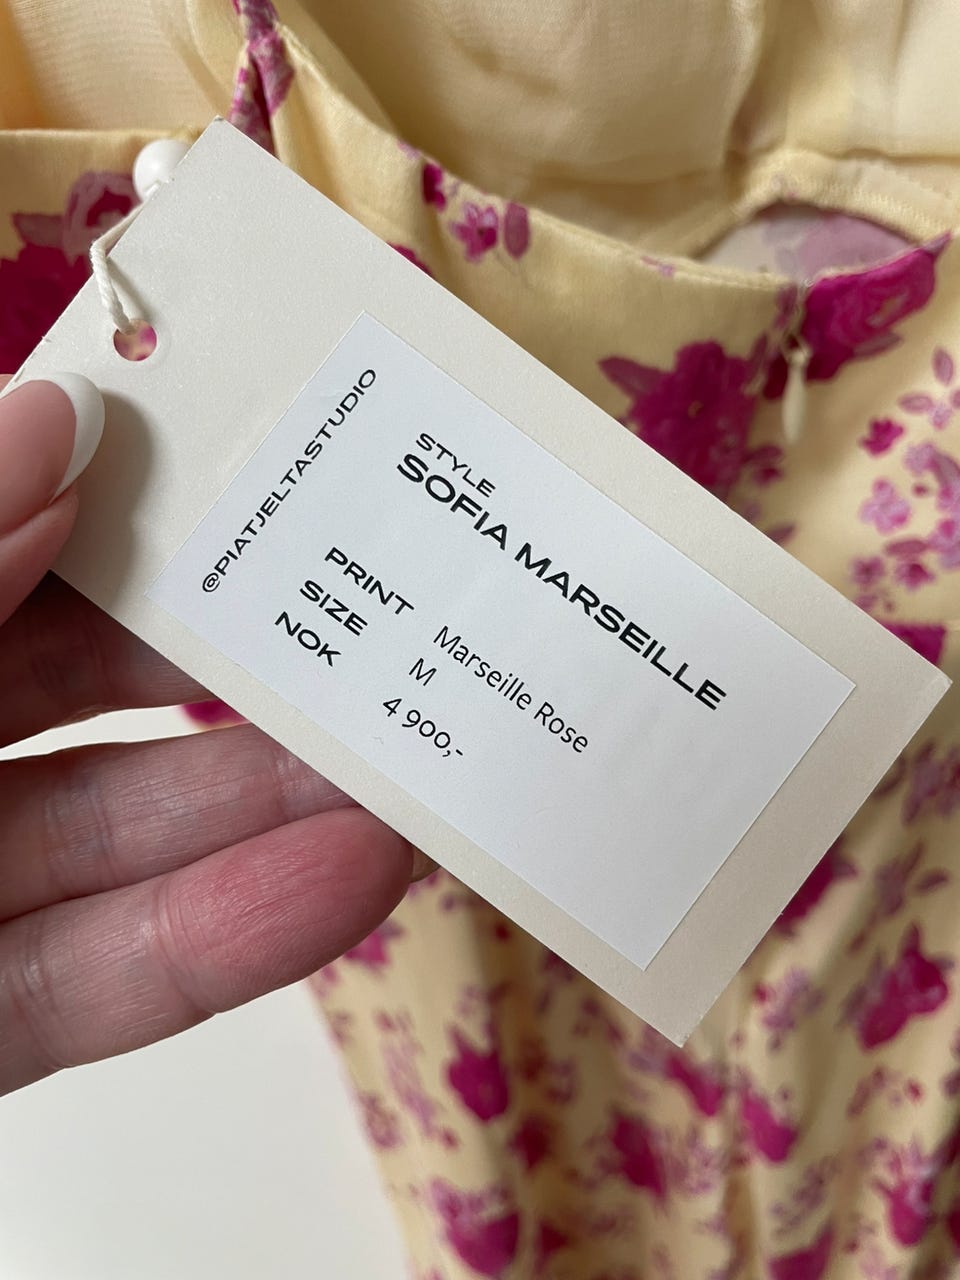 @PIATJELTASTUDIO
STYLE
SOFIA MARSEILLE
PRINT Marseille Rose
SIZE M
NOK 4 900,-